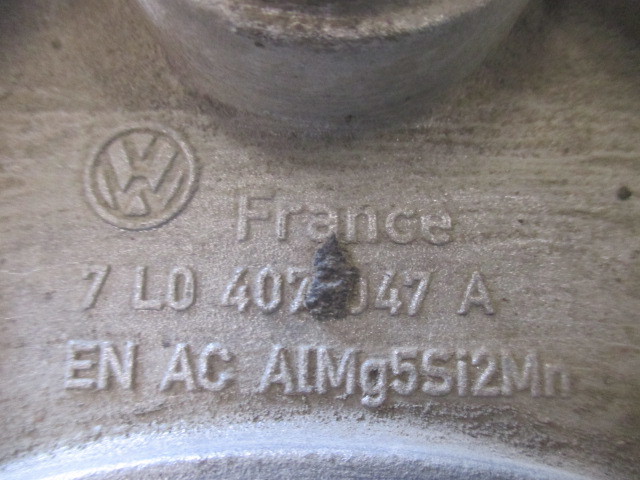 VW
France
7 L0 407 047 A
EN AC AlMg5Si2Mn